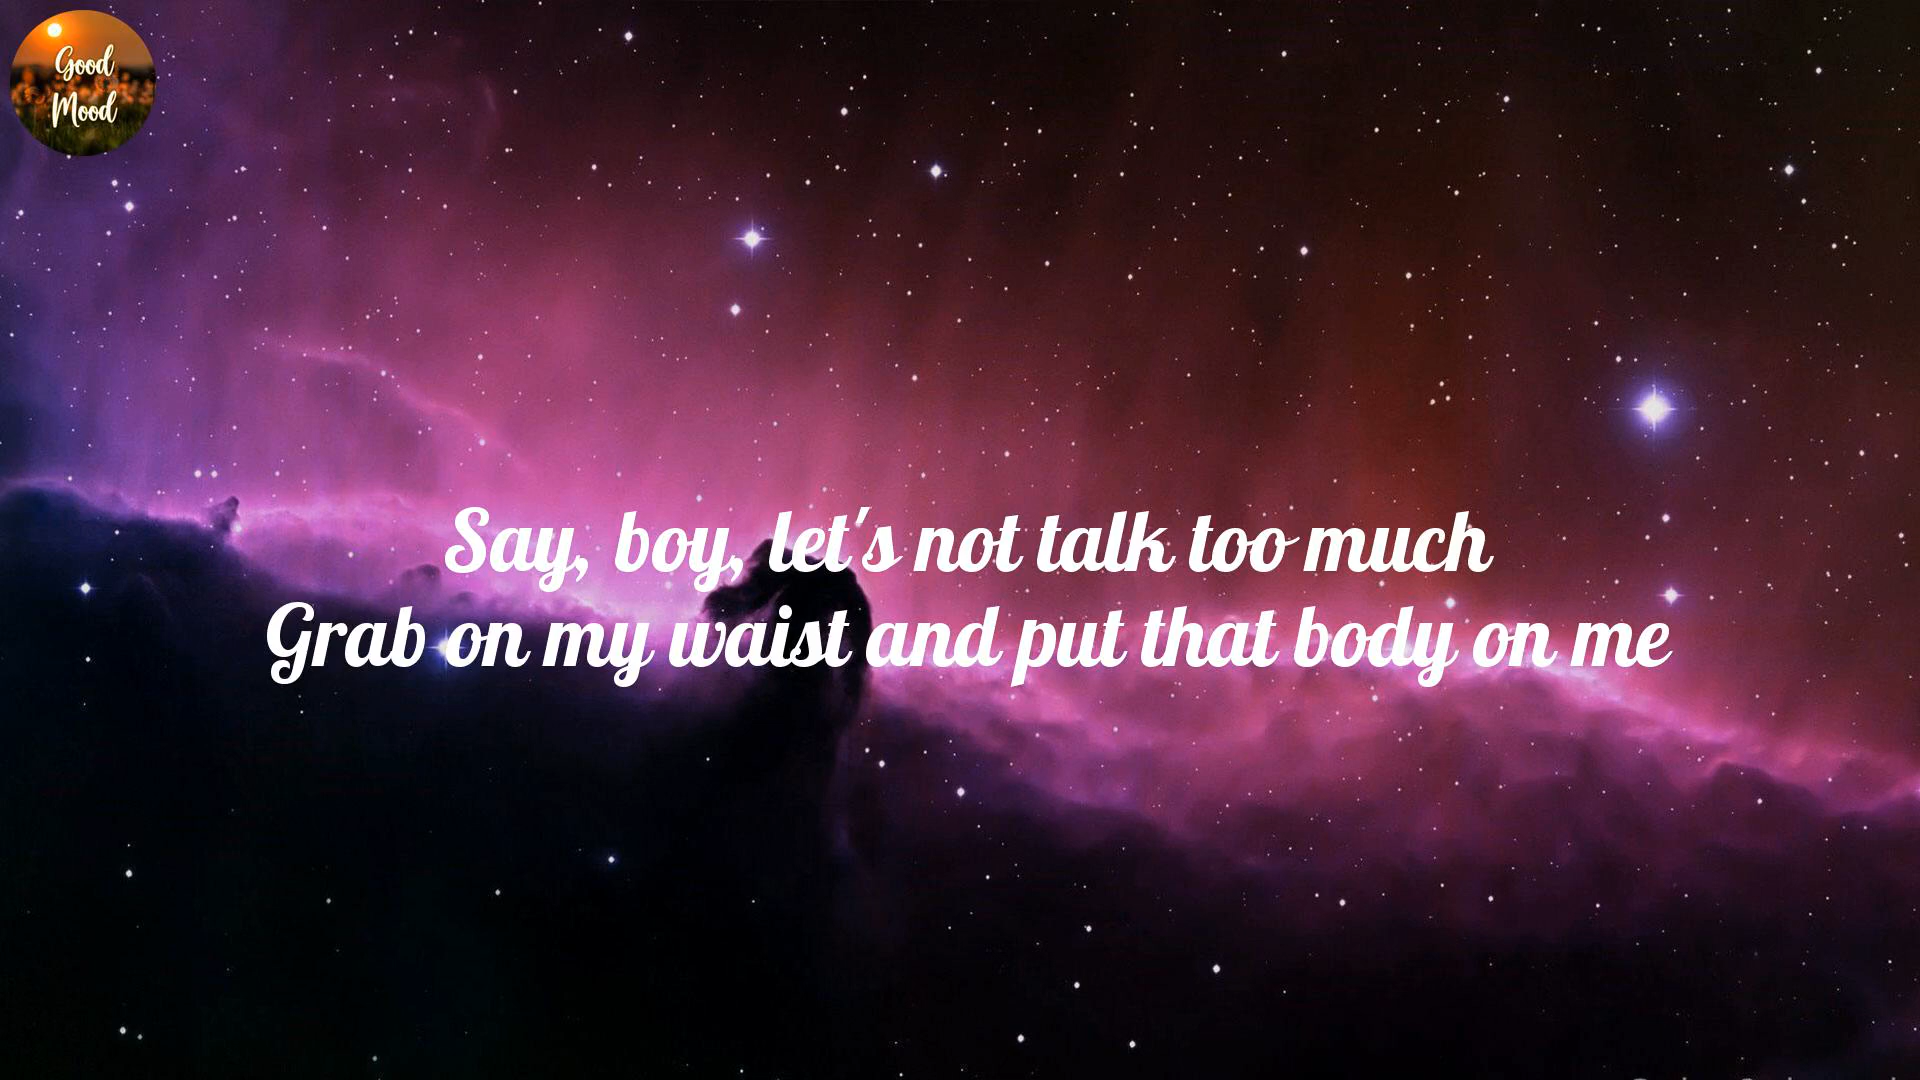 Good
Mood
Say, boy, let's not talk too much
Grab on my waist and put that body on me